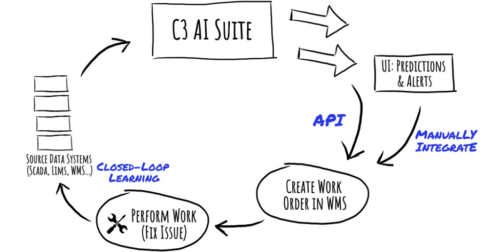 C3 AI Suite
UI: Predictions
& Alerts
API
Manually
Integrate
Create Work
Order in WMS
Perform Work
(Fix Issue)
Closed-Loop
Learning
Source Data Systems
(Scada, Lims, WMS...)